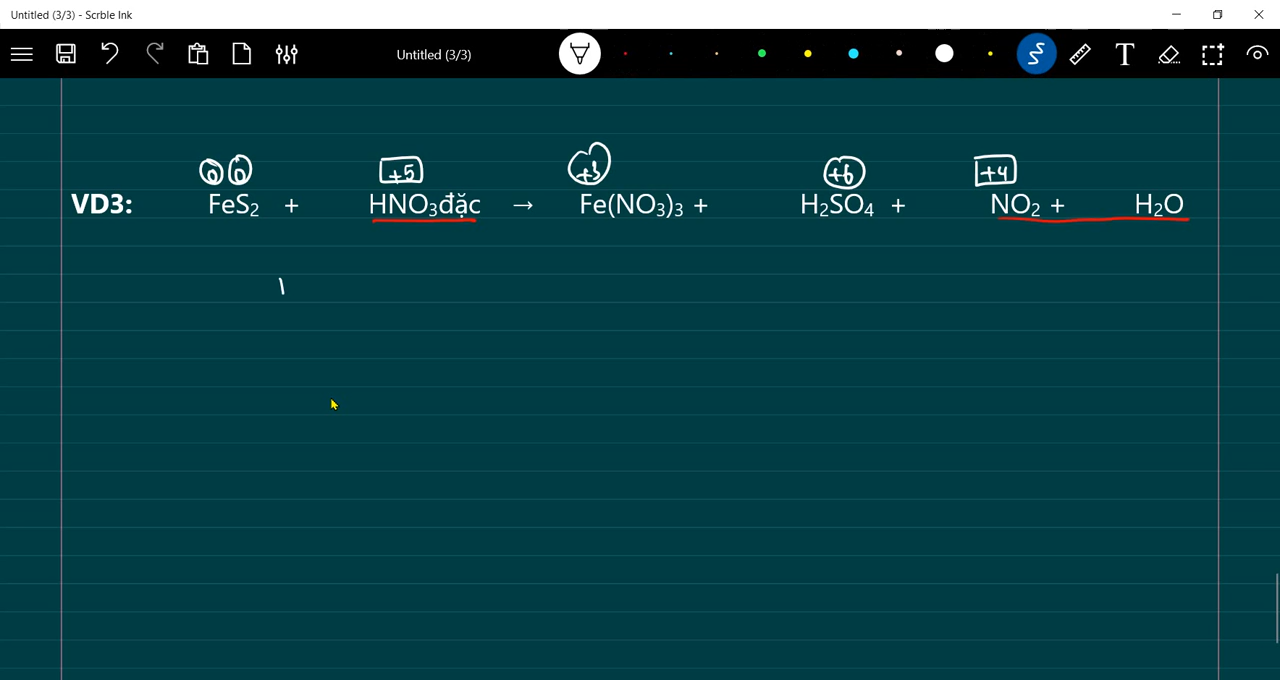 Untitled (3/3) - Scrble Ink
Untitled (3/3)
T
0 0 +5 +3 +6 +4
VD3: FeS₂ + HNO₃đặc → Fe(NO₃)₃ + H₂SO₄ + NO₂ + H₂O